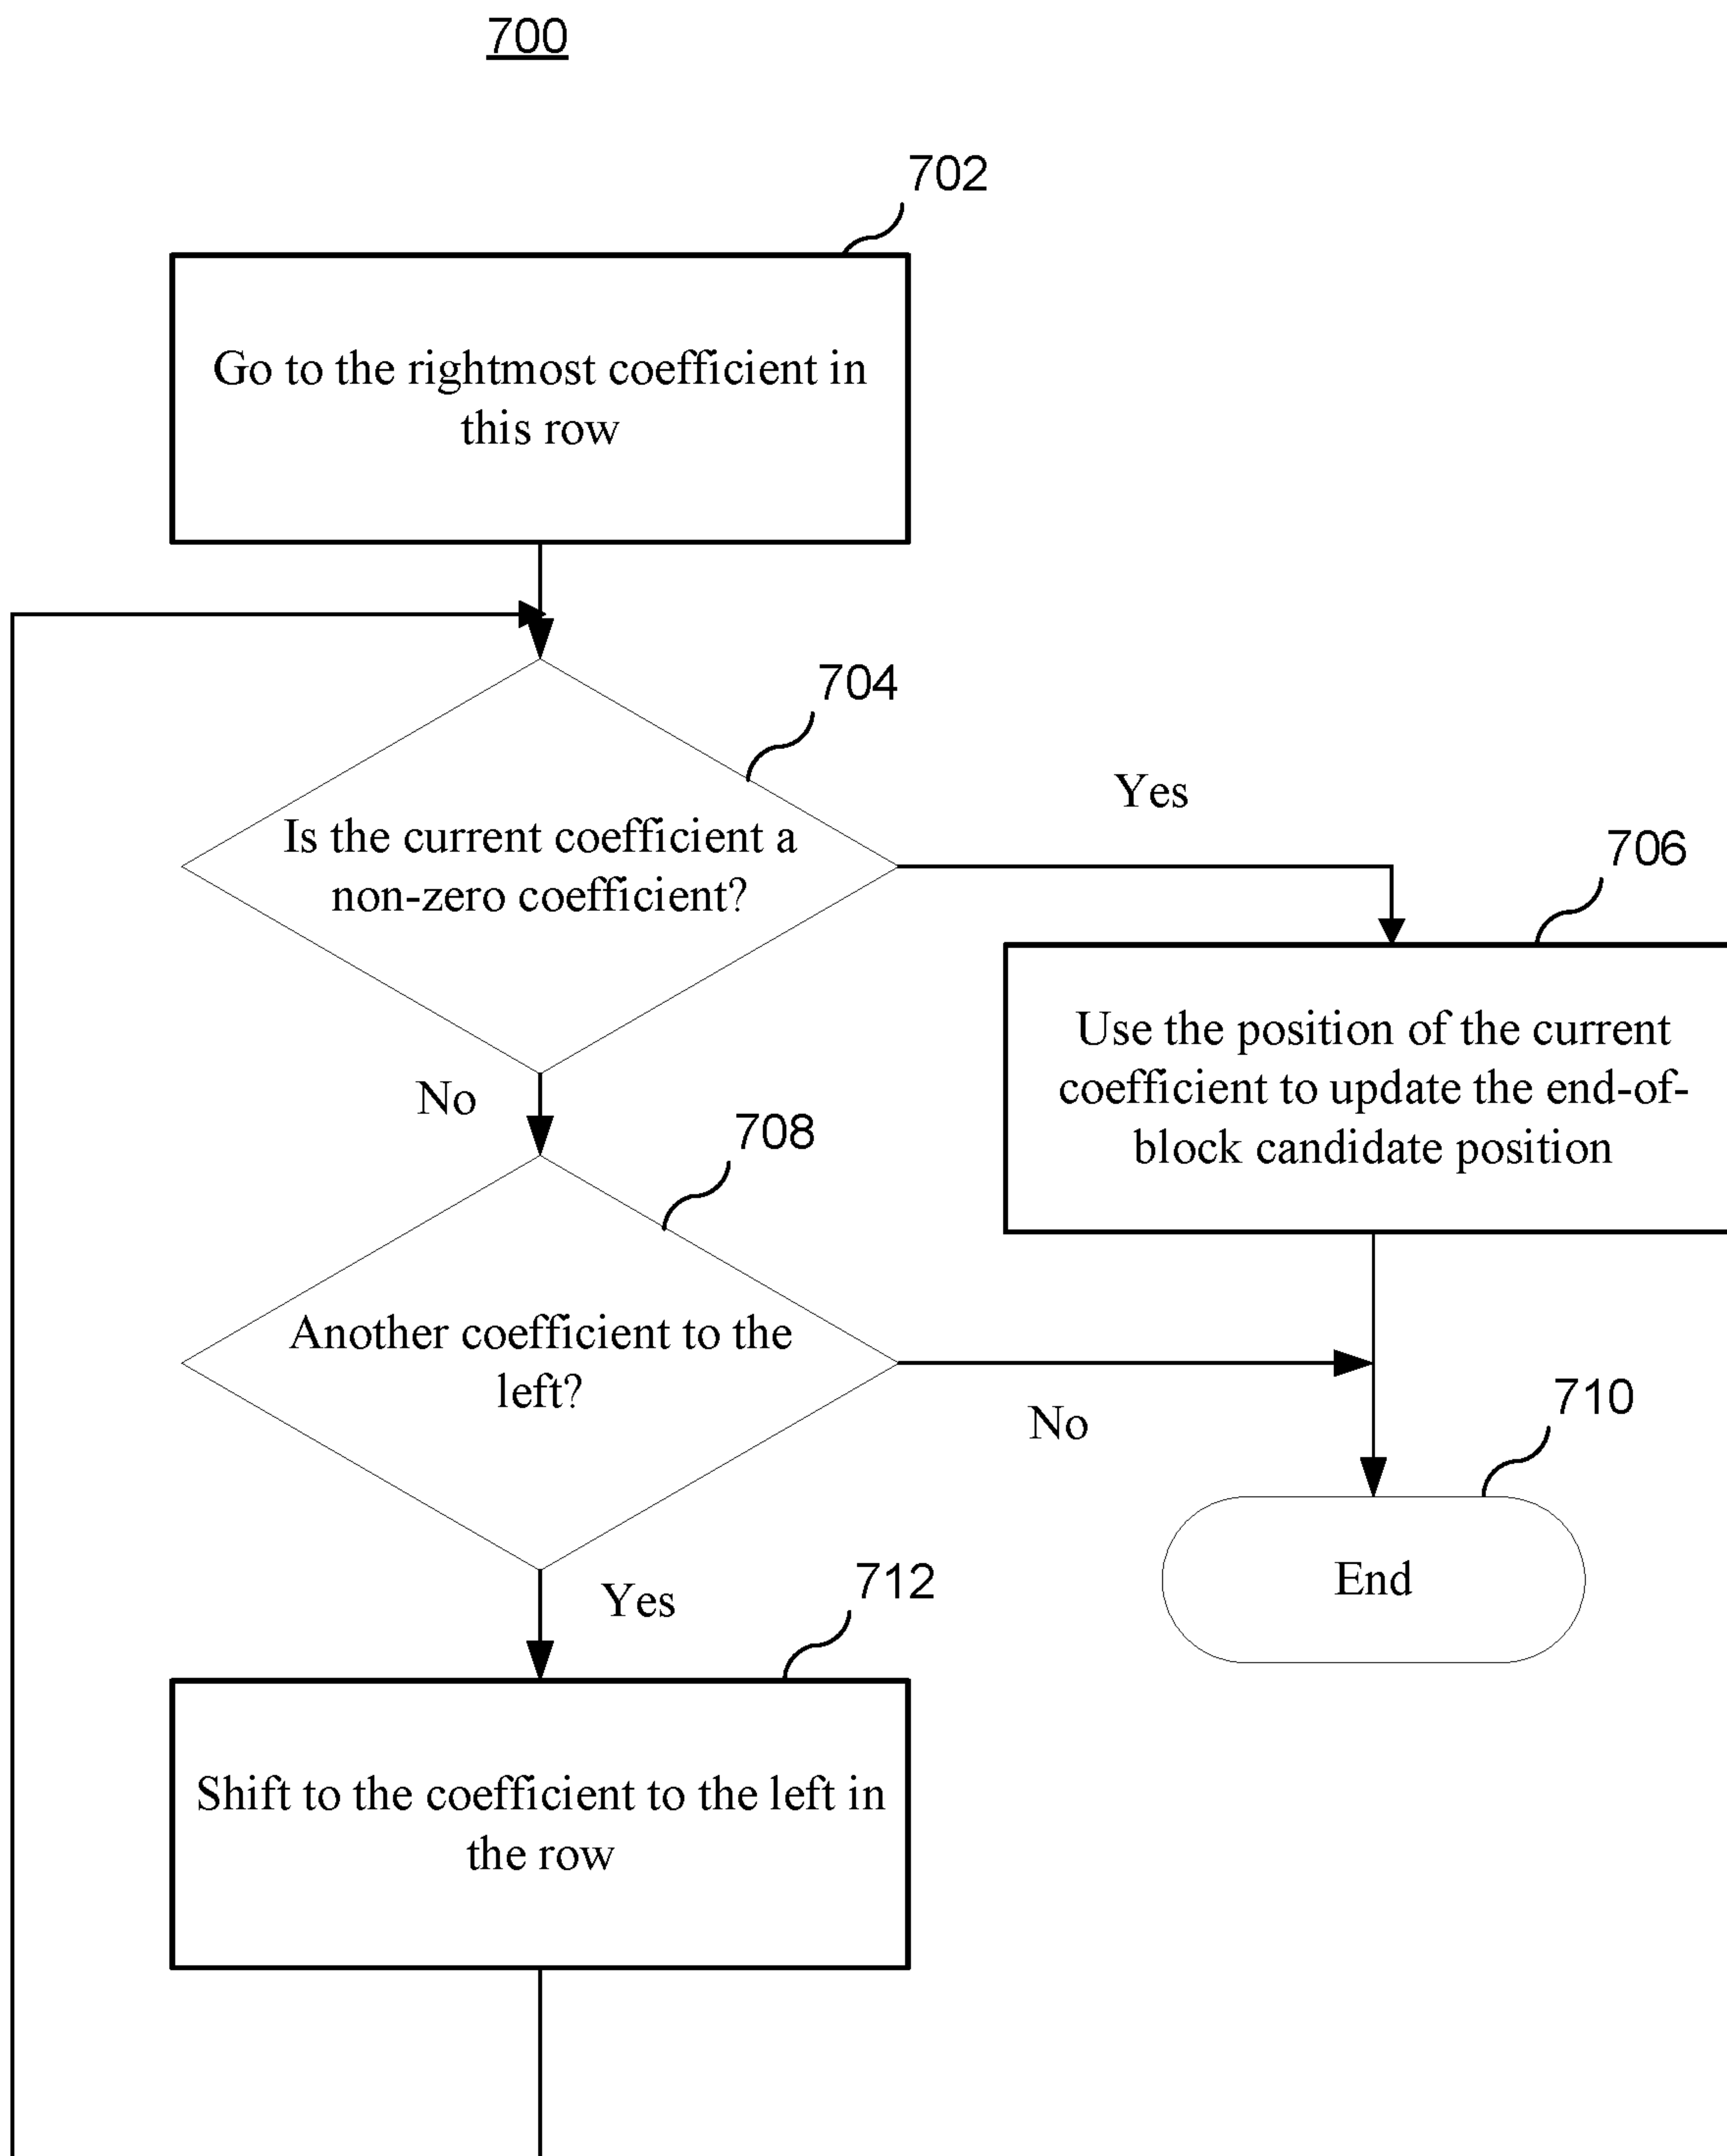 700
702
Go to the rightmost coefficient in
this row
704
Is the current coefficient a
non-zero coefficient?
Yes
706
Use the position of the current
coefficient to update the end-of-
block candidate position
No
708
Another coefficient to the
left?
No
710
End
Yes
712
Shift to the coefficient to the left in
the row